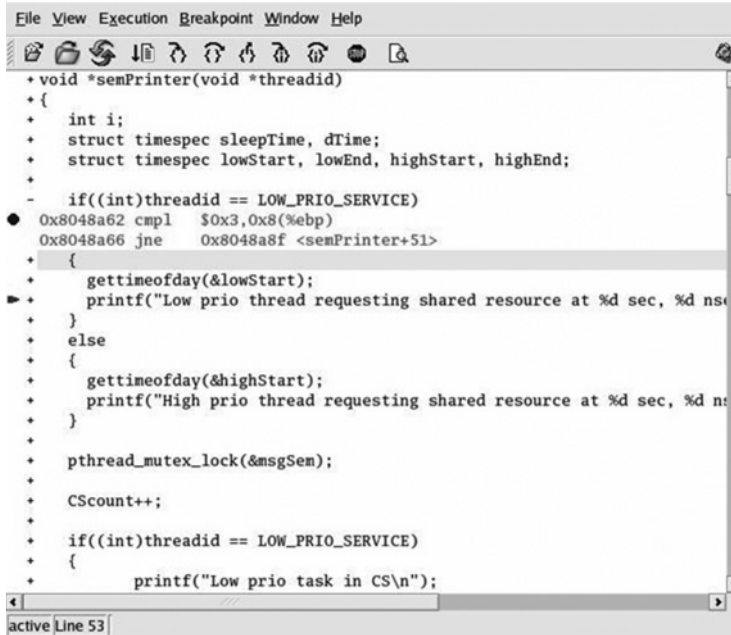 File View Execution Breakpoint Window Help
+ void *semPrinter(void *threadid)
+ {
+ int i;
+ struct timespec sleepTime, dTime;
+ struct timespec lowStart, lowEnd, highStart, highEnd;
+
- if((int)threadid == LOW_PRIO_SERVICE)
0x8048a62 cmpl $0x3,0x8(%ebp)
0x8048a66 jne 0x8048a8f <semPrinter+51>
+ {
+ gettimeofday(&lowStart);
+ printf("Low prio thread requesting shared resource at %d sec, %d nse
+ }
+ else
+ {
+ gettimeofday(&highStart);
+ printf("High prio thread requesting shared resource at %d sec, %d ns
+ }
+
+ pthread_mutex_lock(&msgSem);
+
+ CScount++;
+
+ if((int)threadid == LOW_PRIO_SERVICE)
+ {
+ printf("Low prio task in CS\n");
active Line 53